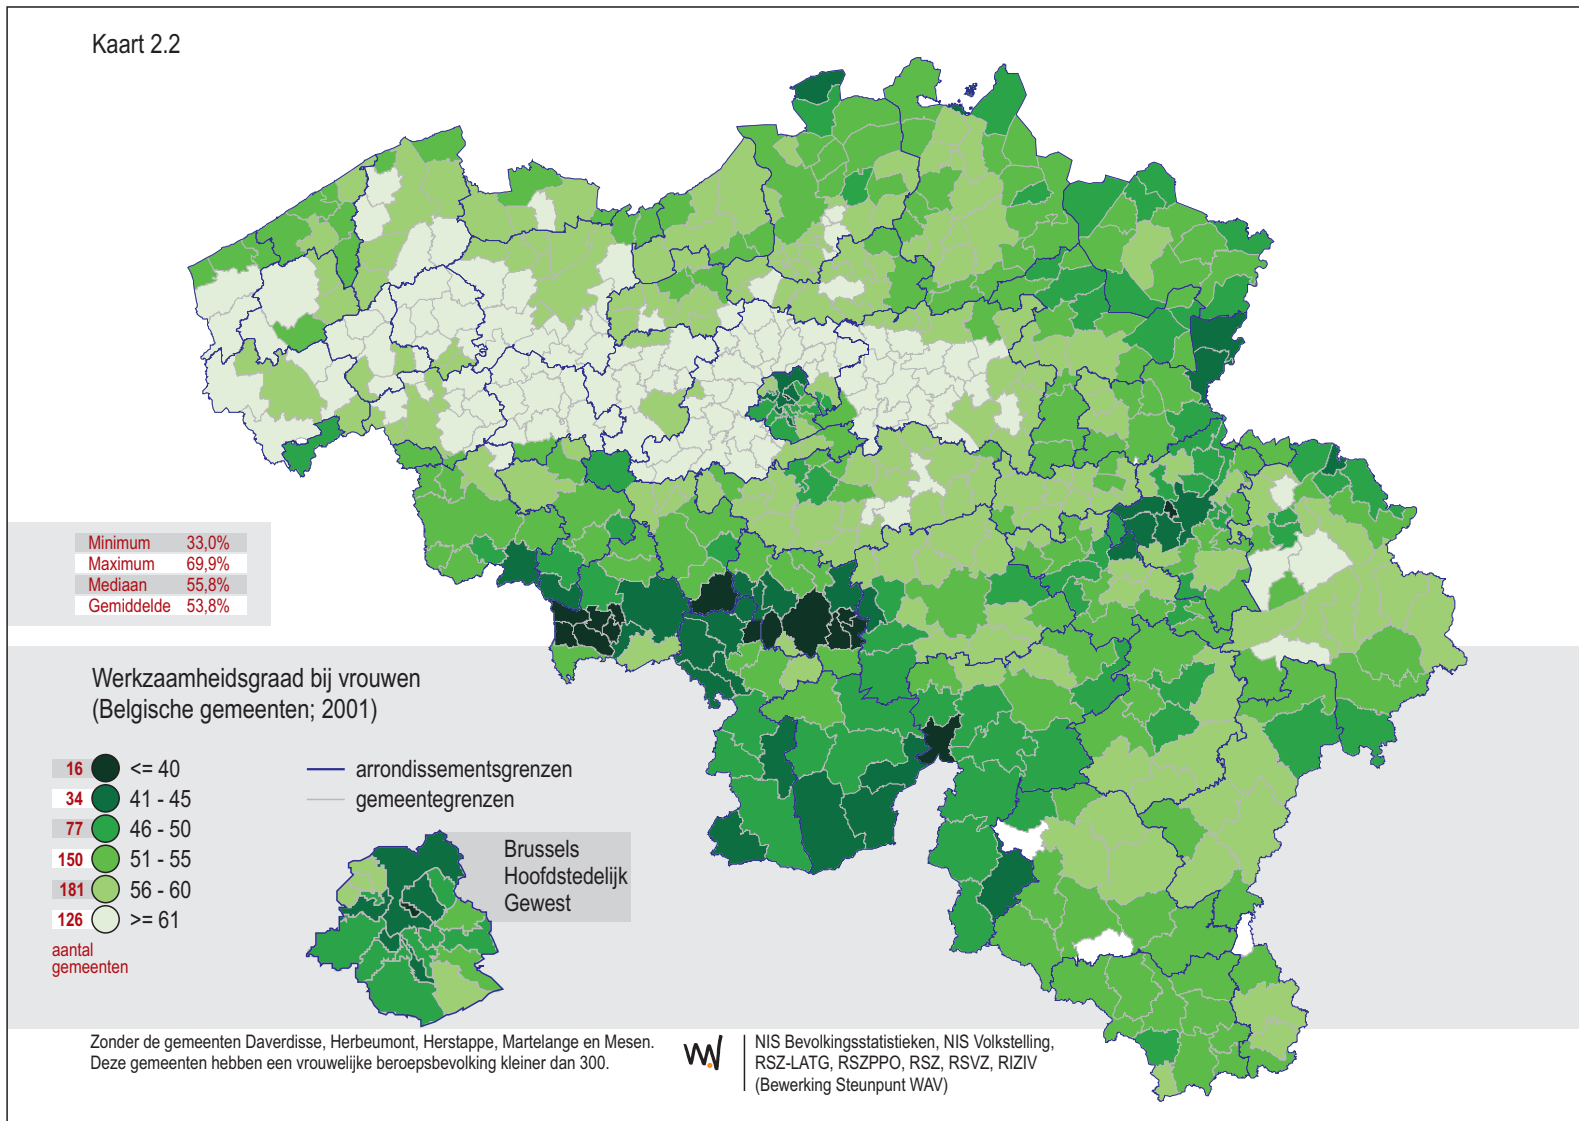 Kaart 2.2
Minimum 33,0%
Maximum 69,9%
Mediaan 55,8%
Gemiddelde 53,8%
Werkzaamheidsgraad bij vrouwen
(Belgische gemeenten; 2001)
16 <= 40
34 41 - 45
77 46 - 50
150 51 - 55
181 56 - 60
126 >= 61
aantal
gemeenten
arrondissementsgrenzen
gemeentegrenzen
Brussels
Hoofdstedelijk
Gewest
Zonder de gemeenten Daverdisse, Herbeumont, Herstappe, Martelange en Mesen.
Deze gemeenten hebben een vrouwelijke beroepsbevolking kleiner dan 300.
NIS Bevolkingsstatistieken, NIS Volkstelling,
RSZ-LATG, RSZPPO, RSZ, RSVZ, RIZIV
(Bewerking Steunpunt WAV)